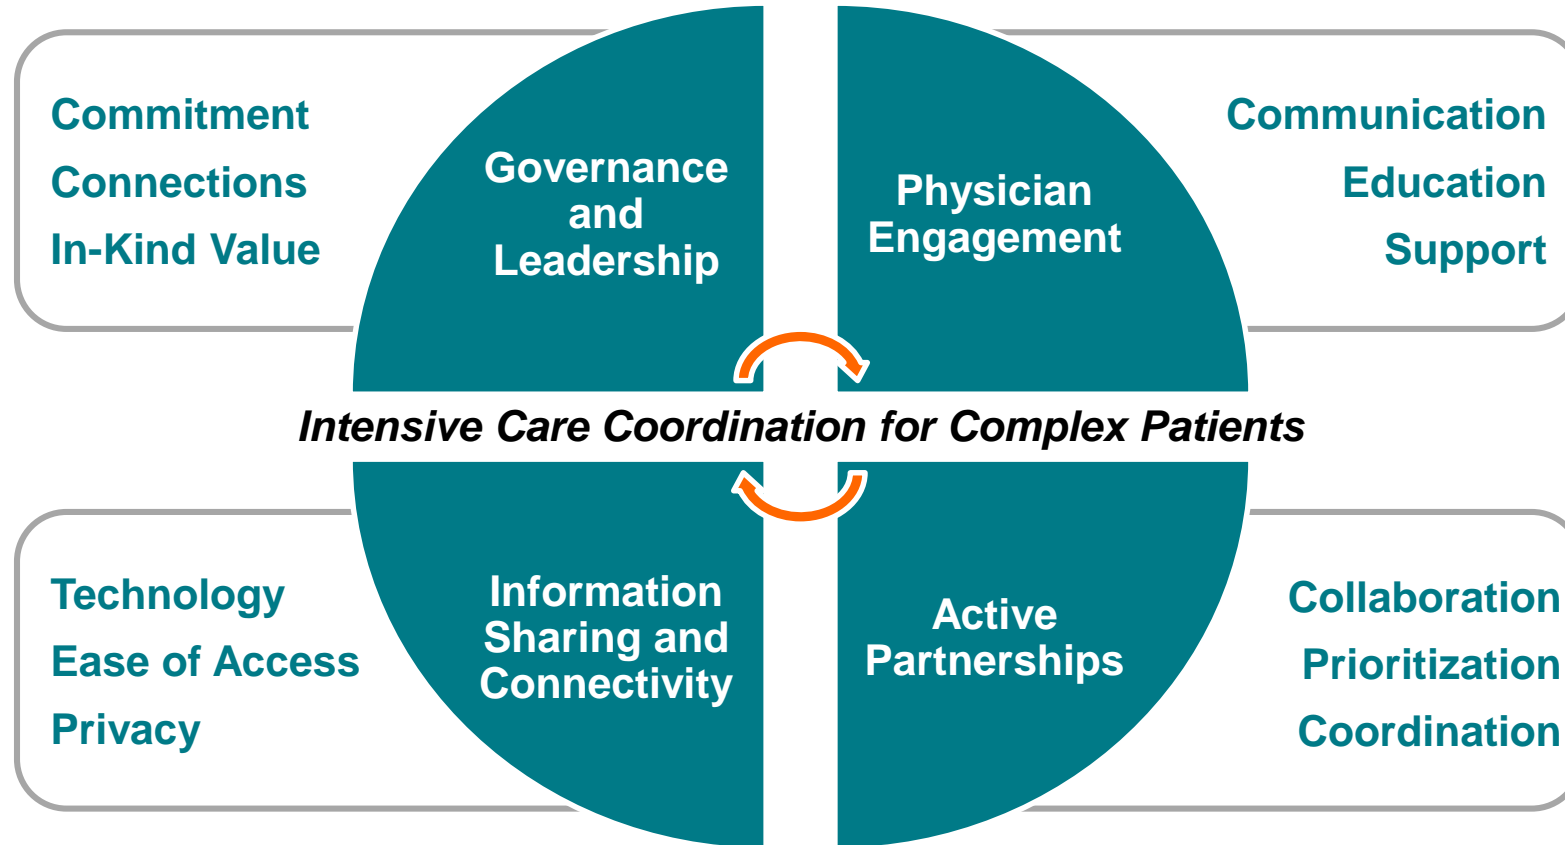 Commitment
Connections
In-Kind Value
Governance
and
Leadership
Physician
Engagement
Communication
Education
Support
Intensive Care Coordination for Complex Patients
Technology
Ease of Access
Privacy
Information
Sharing and
Connectivity
Active
Partnerships
Collaboration
Prioritization
Coordination